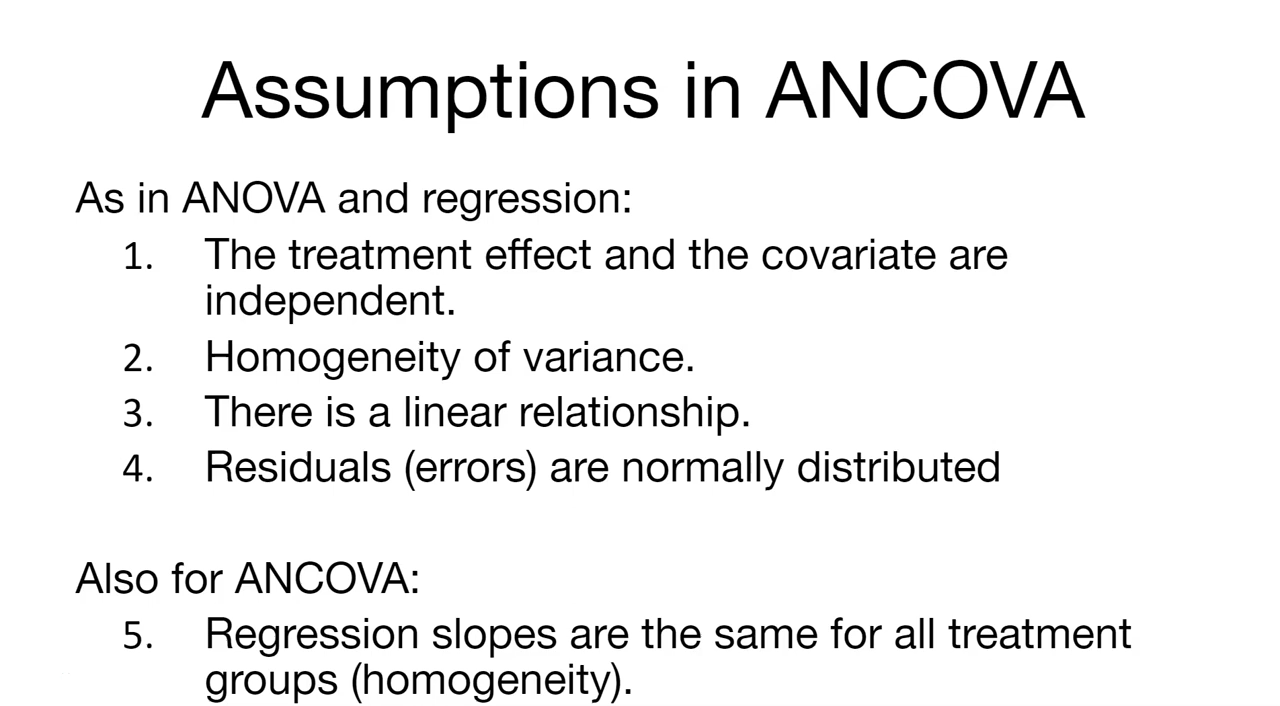 Assumptions in ANCOVA
As in ANOVA and regression:
1. The treatment effect and the covariate are
independent.
2. Homogeneity of variance.
3. There is a linear relationship.
4. Residuals (errors) are normally distributed
Also for ANCOVA:
5. Regression slopes are the same for all treatment
groups (homogeneity).